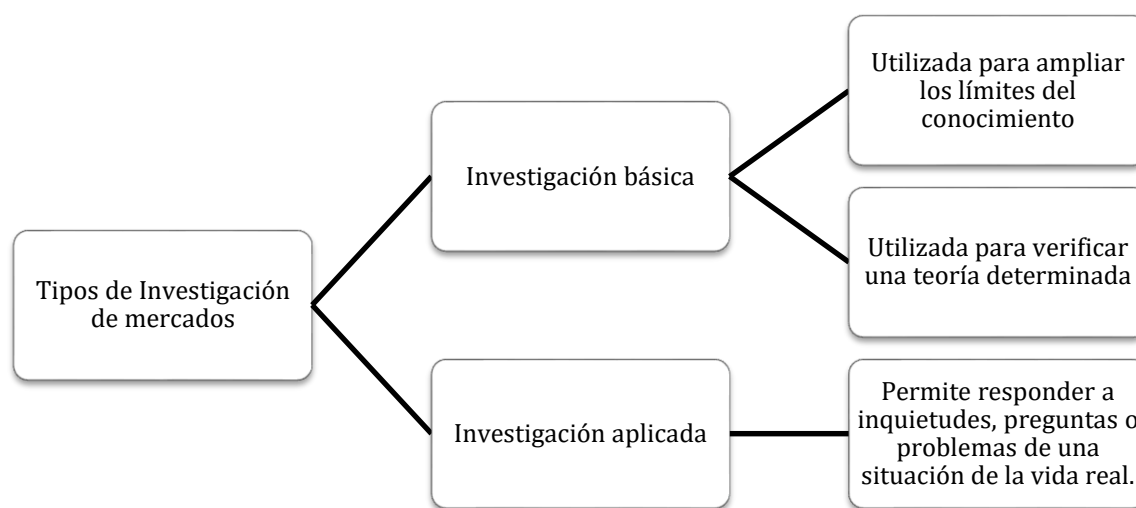 Tipos de Investigación
de mercados
Investigación básica
Utilizada para ampliar
los límites del
conocimiento
Utilizada para verificar
una teoría determinada
Investigación aplicada
Permite responder a
inquietudes, preguntas o
problemas de una
situación de la vida real.